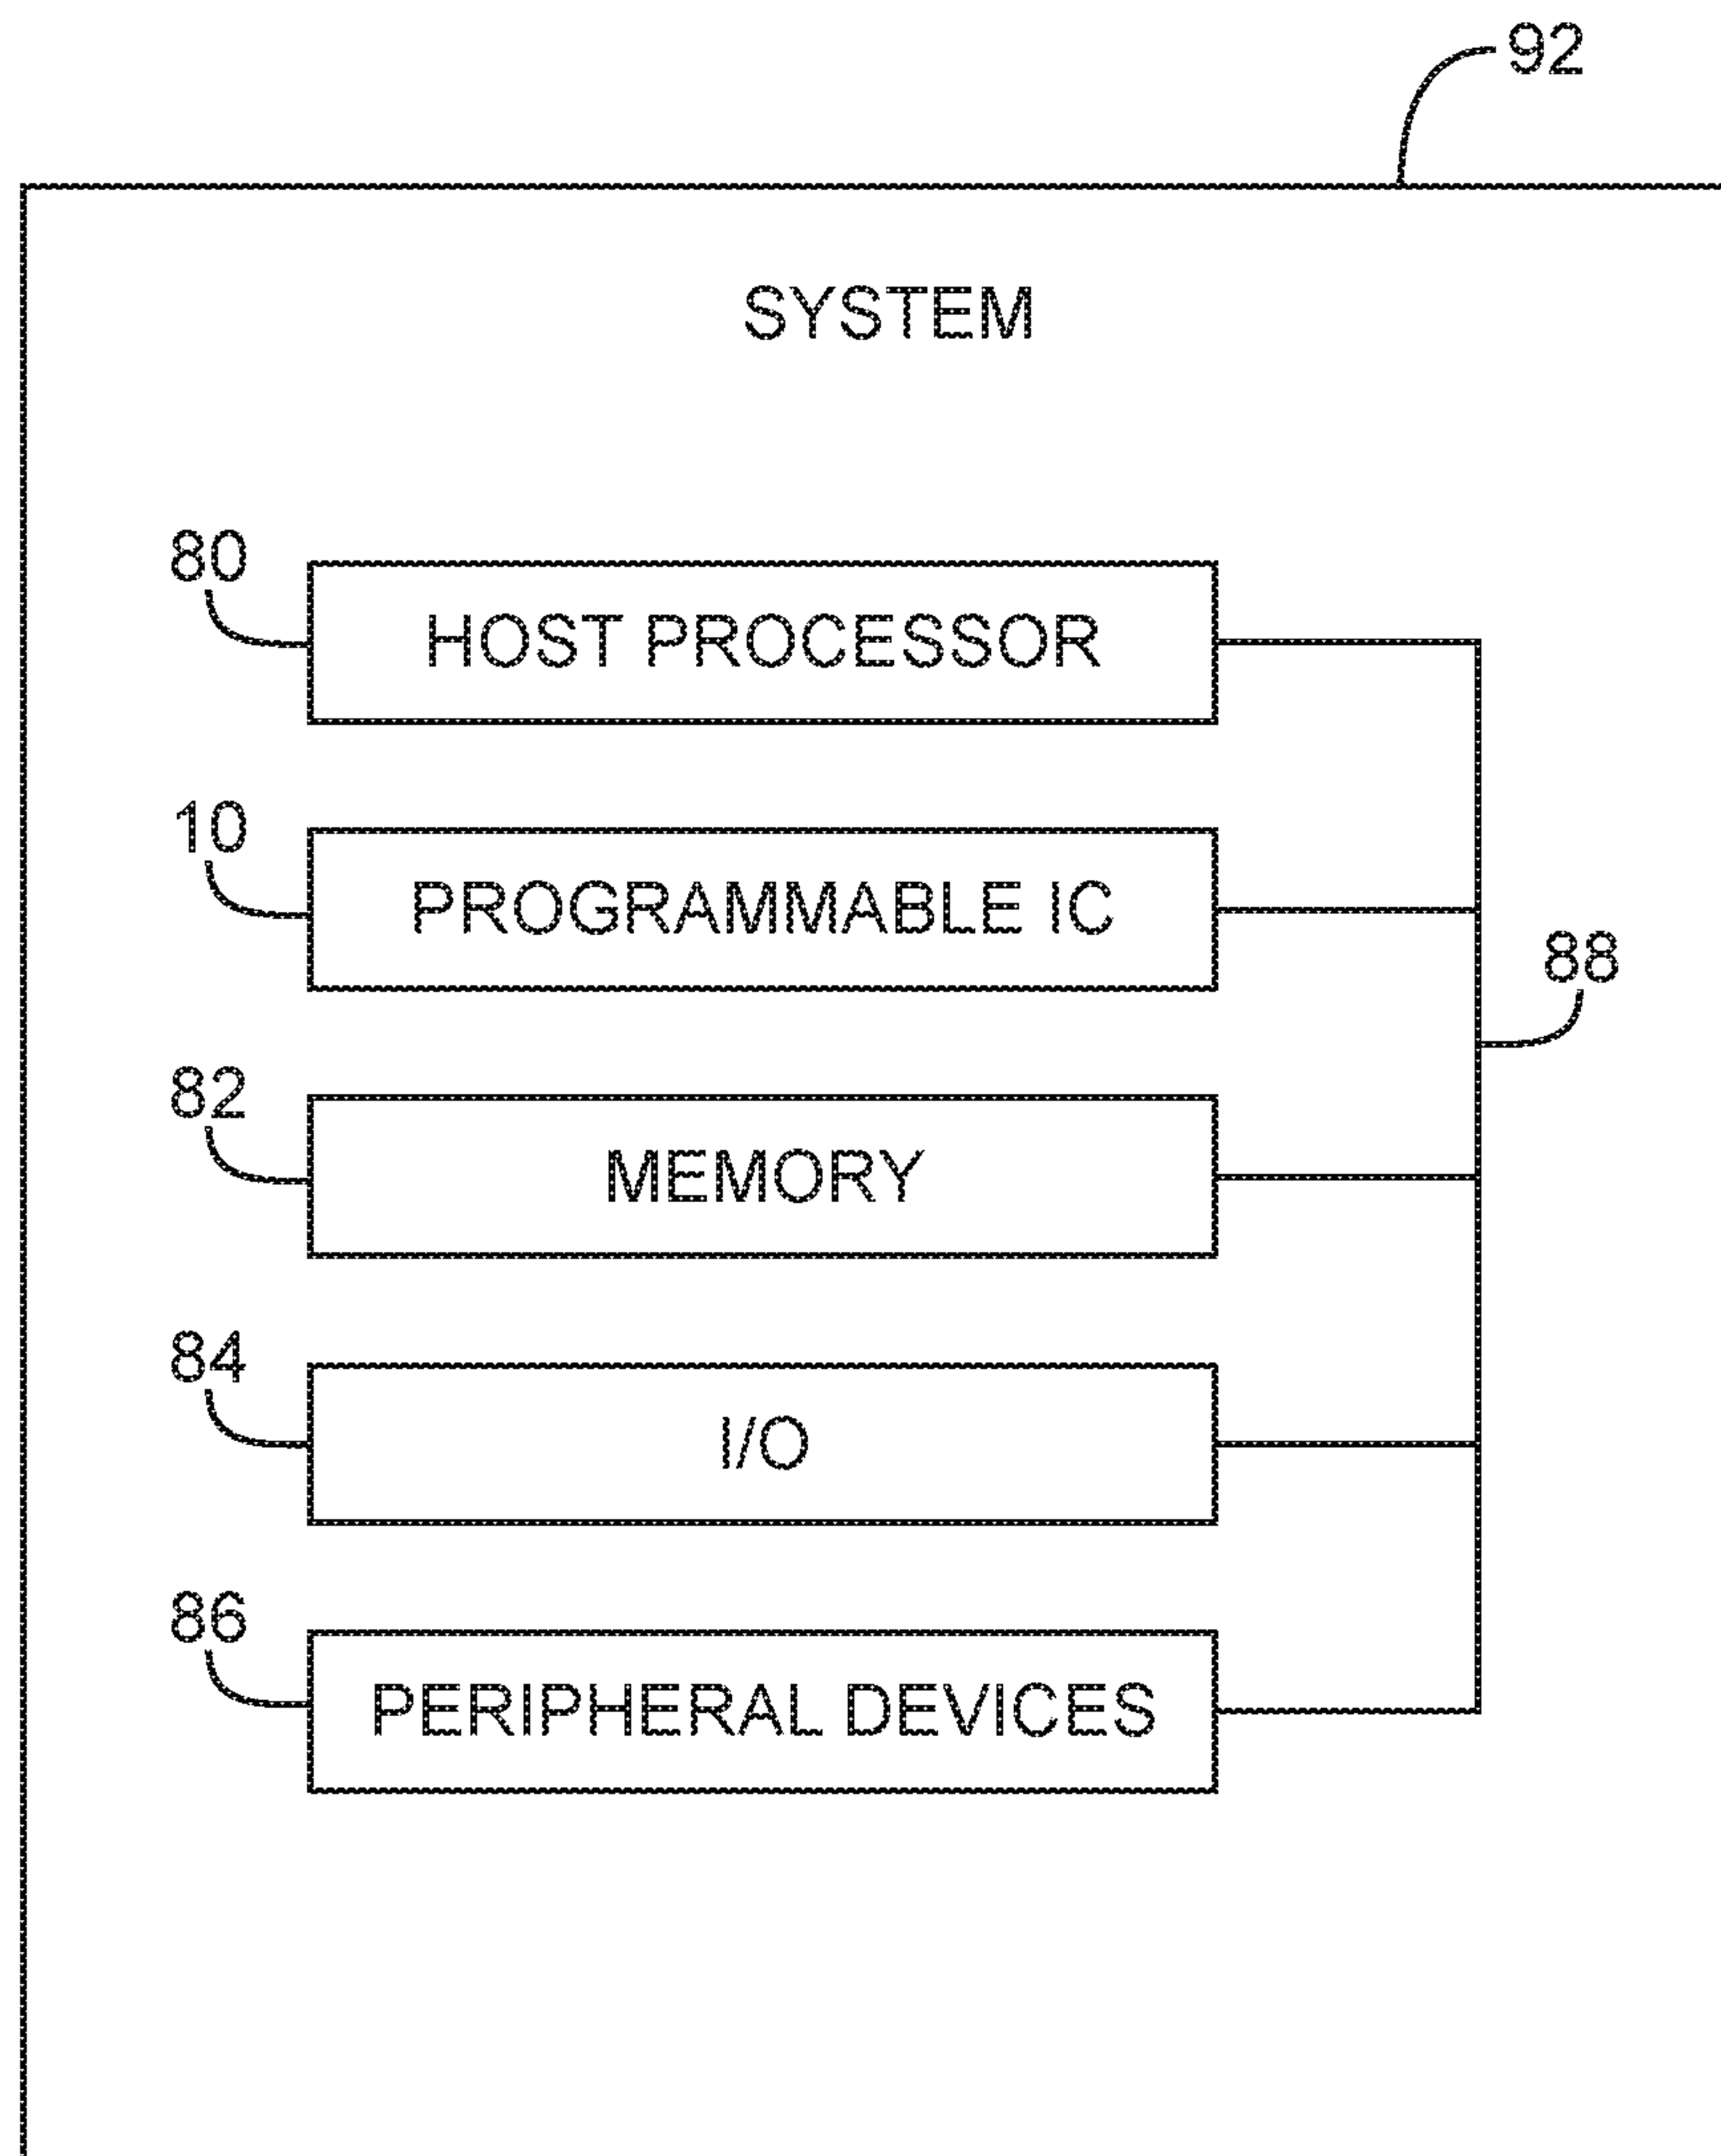 92
SYSTEM
80
HOST PROCESSOR
10
PROGRAMMABLE IC
88
82
MEMORY
84
I/O
86
PERIPHERAL DEVICES